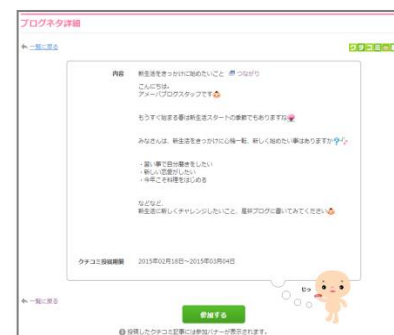 ブログネタ詳細
一覧に戻る
クチコミ
内容 新生活をきっかけに始めたいこと つながり
こんにちは。
アメーバブログスタッフです
もうすぐ始まる春は新生活スタートの季節でもありますね
みなさんは、新生活をきっかけに心機一転、新しく始めたい事はありますか
・習い事で自分磨きをしたい
・新しい恋愛がしたい
・今年こそ料理をはじめる
などなど、
新生活に新しくチャレンジしたいこと、是非ブログに書いてみてください
クチコミ投稿期間 2015年02月18日～2015年03月04日
じっ
一覧に戻る
参加する
投稿したクチコミ記事には参加バナーが表示されます。